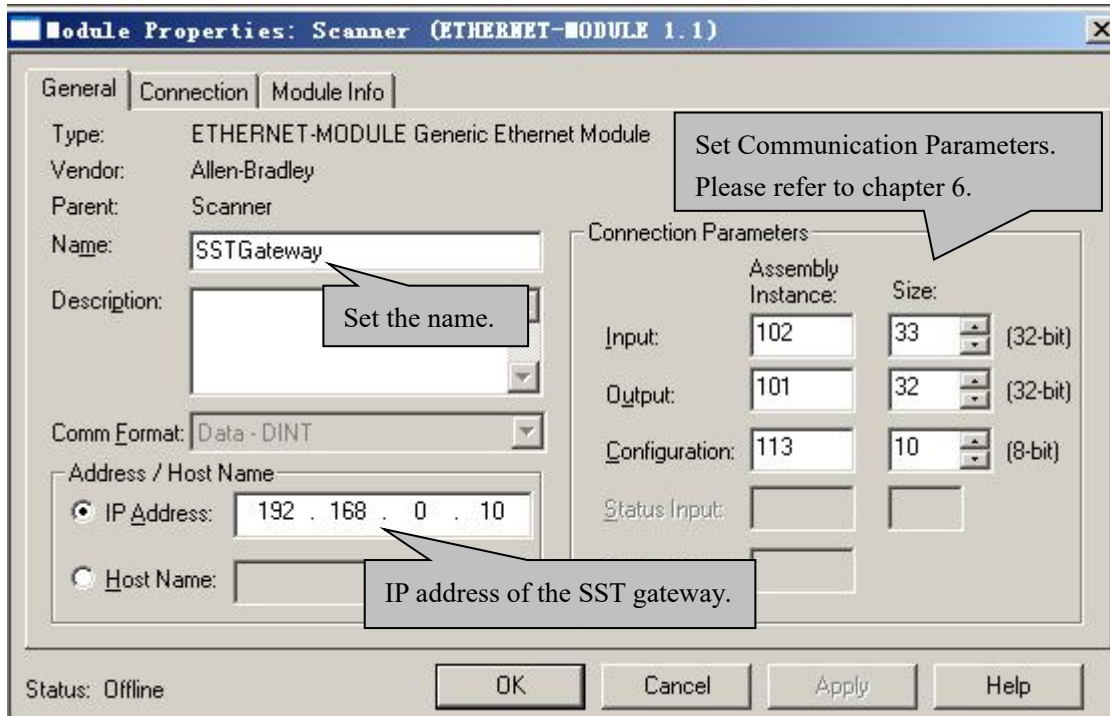 Module Properties: Scanner (ETHERNET-MODULE 1.1)
General Connection Module Info
Type: ETHERNET-MODULE Generic Ethernet Module
Vendor: Allen-Bradley
Parent: Scanner
Name: SSTGateway
Set the name.
Description:
Comm Format: Data - DINT
Address / Host Name
IP Address: 192 . 168 . 0 . 10
Host Name:
IP address of the SST gateway.
Set Communication Parameters.
Please refer to chapter 6.
Connection Parameters
Assembly
Instance: Size:
Input: 102 33 (32-bit)
Output: 101 32 (32-bit)
Configuration: 113 10 (8-bit)
Status Input:
Status: Offline
OK Cancel Apply Help